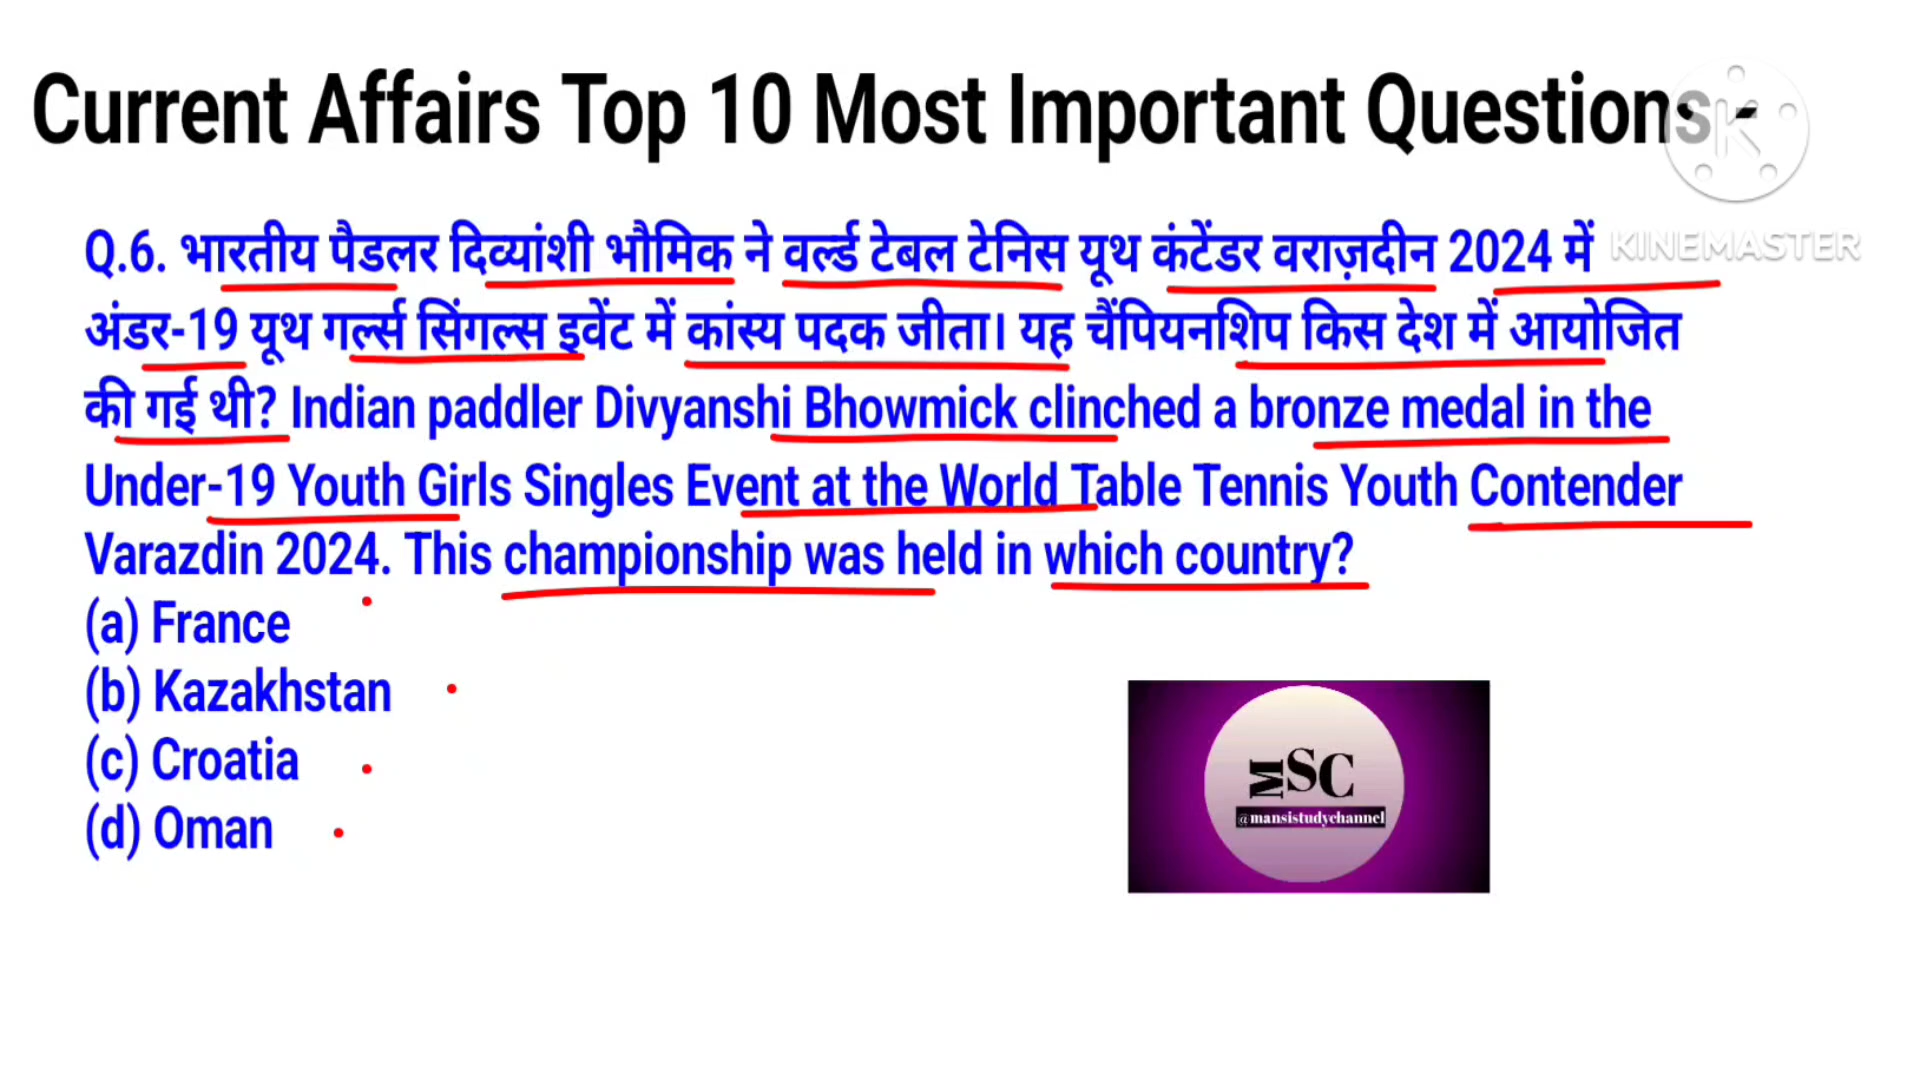 Current Affairs Top 10 Most Important Questions-
KINEMASTER
Q.6. भारतीय पैडलर दिव्यांशी भौमिक ने वर्ल्ड टेबल टेनिस यूथ कंटेंडर वराज़दीन 2024 में
अंडर-19 यूथ गर्ल्स सिंगल्स इवेंट में कांस्य पदक जीता। यह चैंपियनशिप किस देश में आयोजित
की गई थी? Indian paddler Divyanshi Bhowmick clinched a bronze medal in the
Under-19 Youth Girls Singles Event at the World Table Tennis Youth Contender
Varazdin 2024. This championship was held in which country?
(a) France
(b) Kazakhstan
(c) Croatia
(d) Oman
MSC
@mansistudychannel